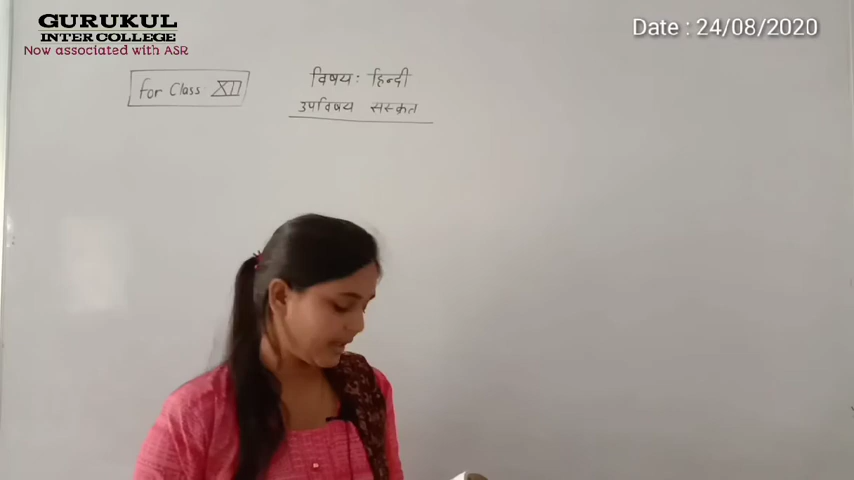 GURUKUL
INTER COLLEGE
Now associated with ASR
Date : 24/08/2020
for Class XII
विषय: हिन्दी
उपविषय संस्कृत